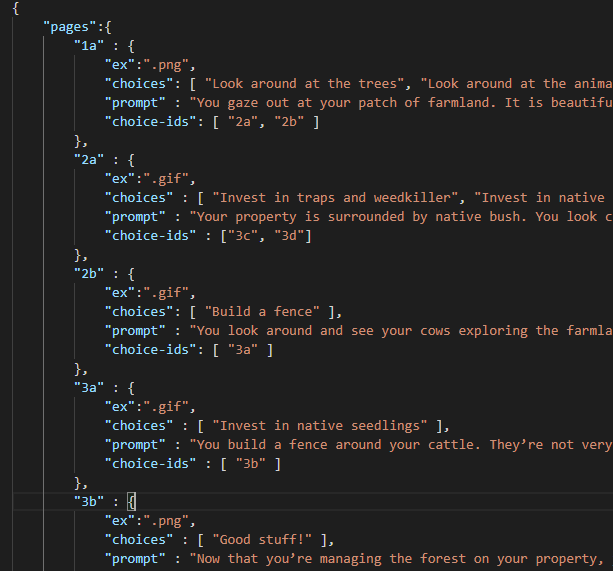 {
"pages":{
"1a" : {
"ex":".png",
"choices": [ "Look around at the trees", "Look around at the
"prompt" : "You gaze out at your patch of farmland. It is
"choice-ids": [ "2a", "2b" ]
},
"2a" : {
"ex":".gif",
"choices" : [ "Invest in traps and weedkiller", "Invest in native
"prompt" : "Your property is surrounded by native bush. You look
"choice-ids" : ["3c", "3d"]
},
"2b" : {
"ex":".gif",
"choices": [ "Build a fence" ],
"prompt" : "You look around and see your cows exploring the
"choice-ids": [ "3a" ]
},
"3a" : {
"ex":".gif",
"choices" : [ "Invest in native seedlings" ],
"prompt" : "You build a fence around your cattle. They’re not very
"choice-ids" : [ "3b" ]
},
"3b" : {
"ex":".png",
"choices" : [ "Good stuff!" ],
"prompt" : "Now that you’re managing the forest on your property,